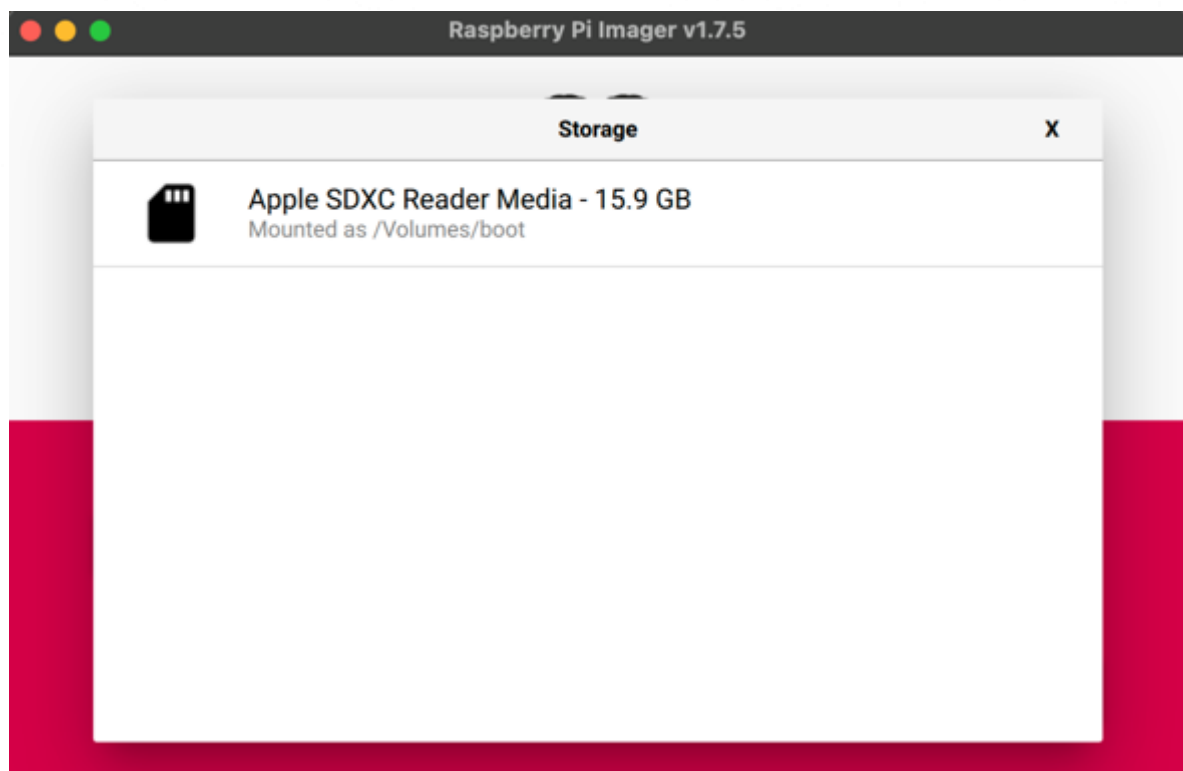 Raspberry Pi Imager v1.7.5
Storage
X
Apple SDXC Reader Media - 15.9 GB
Mounted as /Volumes/boot